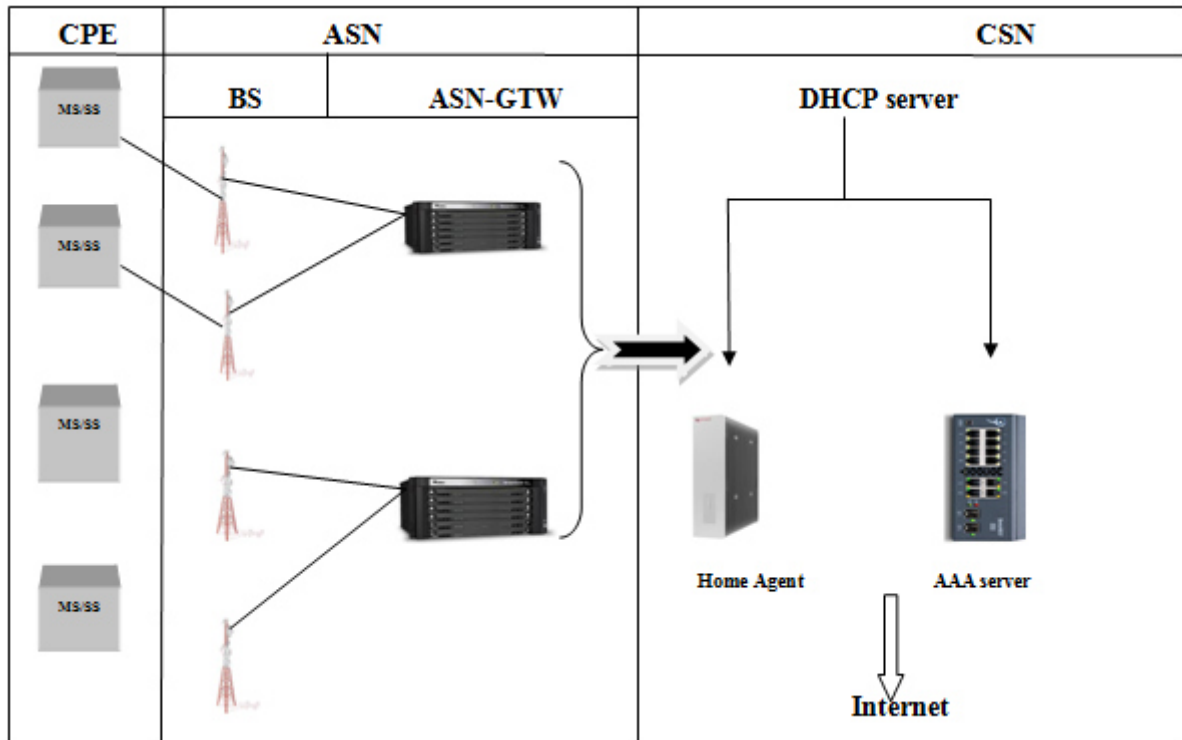 CPE
ASN
CSN
BS
ASN-GTW
DHCP server
MS/SS
MS/SS
MS/SS
MS/SS
Home Agent
AAA server
Internet